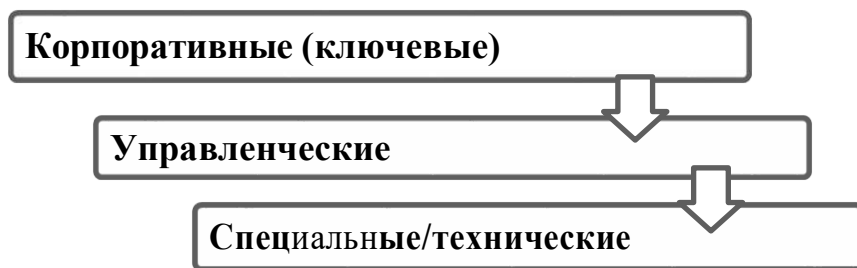 Корпоративные (ключевые)
Управленческие
Специальные/технические